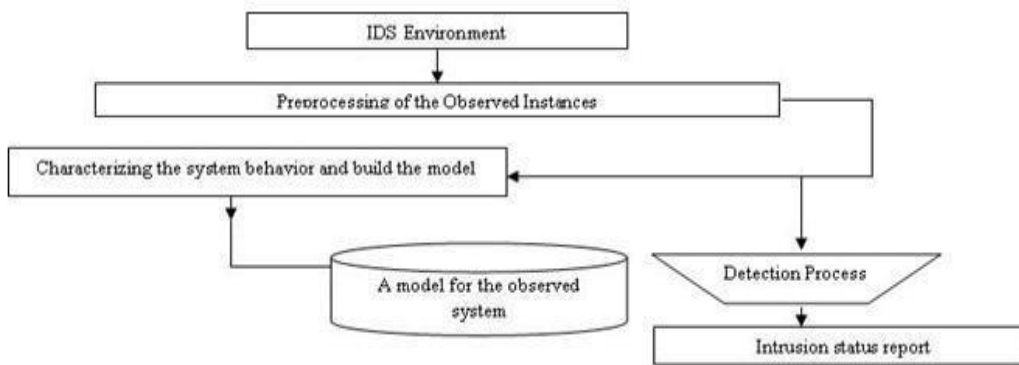 IDS Environment
Preprocessing of the Observed Instances
Characterizing the system behavior and build the model
A model for the observed
system
Detection Process
Intrusion status report